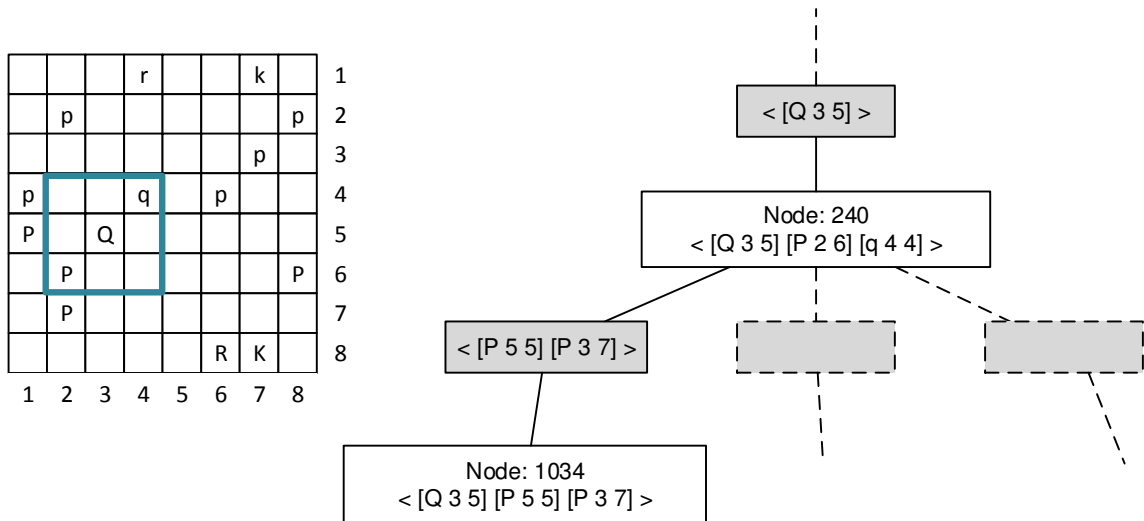 r k 1
p p 2
p 3
p q p 4
P Q 5
P P 6
P 7
R K 8
1 2 3 4 5 6 7 8
< [Q 3 5] >
Node: 240
< [Q 3 5] [P 2 6] [q 4 4] >
< [P 5 5] [P 3 7] >
Node: 1034
< [Q 3 5] [P 5 5] [P 3 7] >